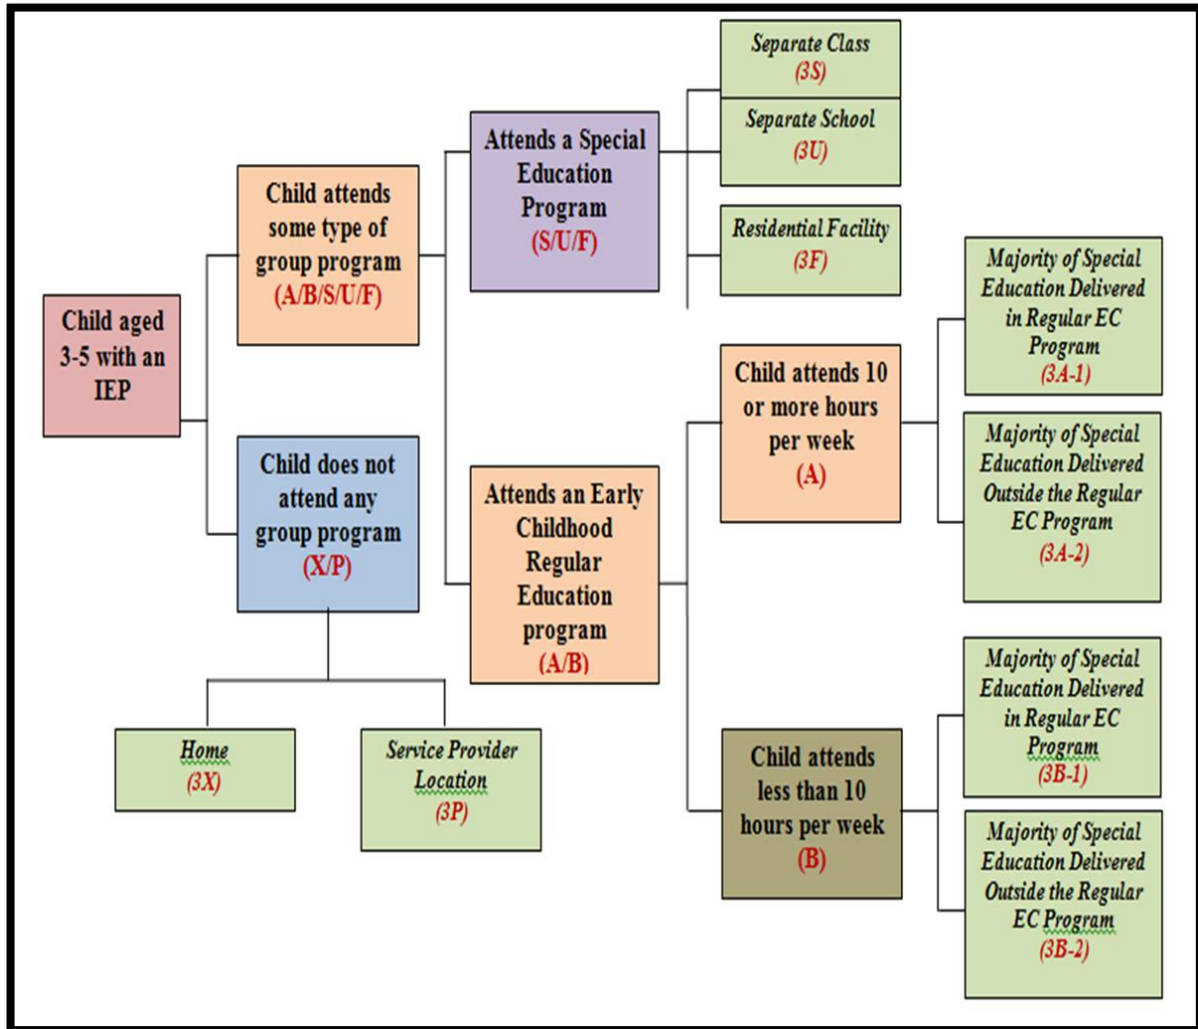 Child aged
3-5 with an
IEP
Child attends
some type of
group program
(A/B/S/U/F)
Child does not
attend any
group program
(X/P)
Home
(3X)
Service Provider
Location
(3P)
Attends a Special
Education
Program
(S/U/F)
Separate Class
(3S)
Separate School
(3U)
Residential Facility
(3F)
Attends an Early
Childhood
Regular
Education
program
(A/B)
Child attends 10
or more hours
per week
(A)
Majority of Special
Education Delivered
in Regular EC
Program
(3A-1)
Majority of Special
Education Delivered
Outside the Regular
EC Program
(3A-2)
Child attends
less than 10
hours per week
(B)
Majority of Special
Education Delivered
in Regular EC
Program
(3B-1)
Majority of Special
Education Delivered
Outside the Regular
EC Program
(3B-2)